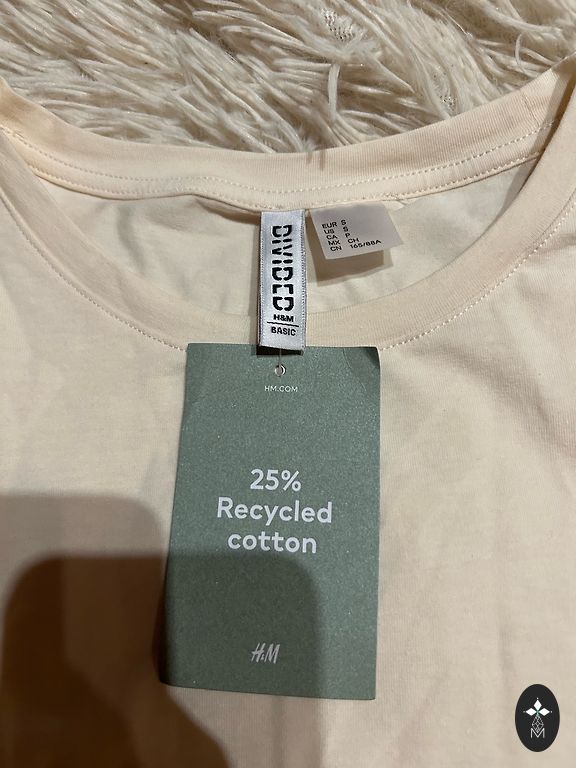 EUR S
US S
CA P
MX CH
CN 165/88A
DIVIDED
H&M
BASIC
HM.COM
25%
Recycled
cotton
H&M
M